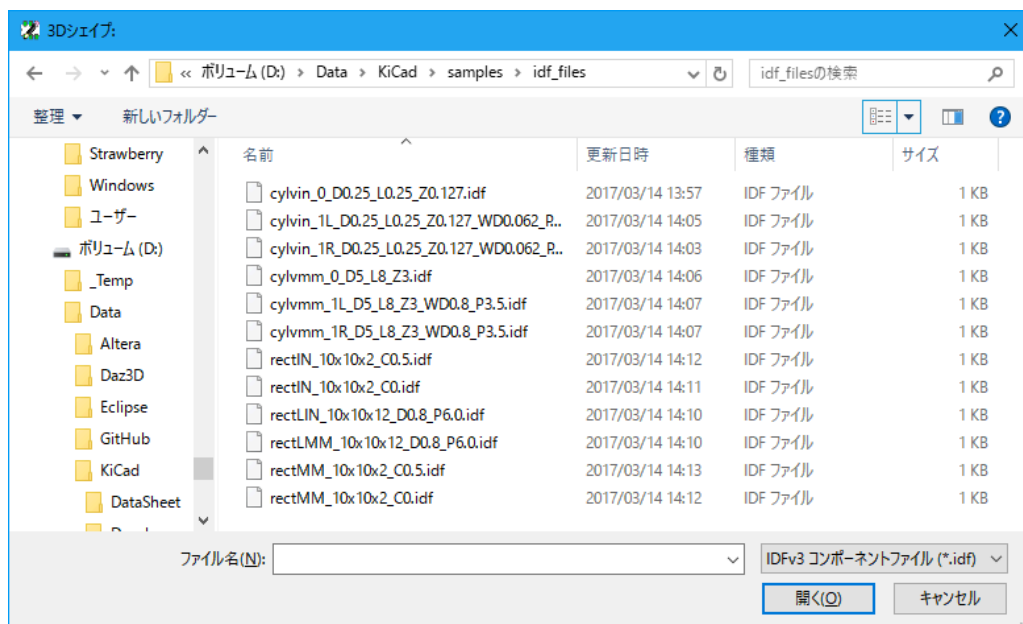 3Dシェイプ:
« ボリューム (D:) › Data › KiCad › samples › idf_files
idf_filesの検索
整理
新しいフォルダー
Strawberry
Windows
ユーザー
ボリューム (D:)
_Temp
Data
Altera
Daz3D
Eclipse
GitHub
KiCad
DataSheet
名前 更新日時 種類 サイズ
cylvin_0_D0.25_L0.25_Z0.127.idf 2017/03/14 13:57 IDF ファイル 1 KB
cylvin_1L_D0.25_L0.25_Z0.127_WD0.062_P... 2017/03/14 14:05 IDF ファイル 1 KB
cylvin_1R_D0.25_L0.25_Z0.127_WD0.062_P... 2017/03/14 14:03 IDF ファイル 1 KB
cylvmm_0_D5_L8_Z3.idf 2017/03/14 14:06 IDF ファイル 1 KB
cylvmm_1L_D5_L8_Z3_WD0.8_P3.5.idf 2017/03/14 14:07 IDF ファイル 1 KB
cylvmm_1R_D5_L8_Z3_WD0.8_P3.5.idf 2017/03/14 14:07 IDF ファイル 1 KB
rectIN_10x10x2_C0.5.idf 2017/03/14 14:12 IDF ファイル 1 KB
rectIN_10x10x2_C0.idf 2017/03/14 14:11 IDF ファイル 1 KB
rectLIN_10x10x12_D0.8_P6.0.idf 2017/03/14 14:10 IDF ファイル 1 KB
rectLMM_10x10x12_D0.8_P6.0.idf 2017/03/14 14:10 IDF ファイル 1 KB
rectMM_10x10x2_C0.5.idf 2017/03/14 14:13 IDF ファイル 1 KB
rectMM_10x10x2_C0.idf 2017/03/14 14:12 IDF ファイル 1 KB
ファイル名(N):
IDFv3 コンポーネントファイル (*.idf)
開く(O)
キャンセル